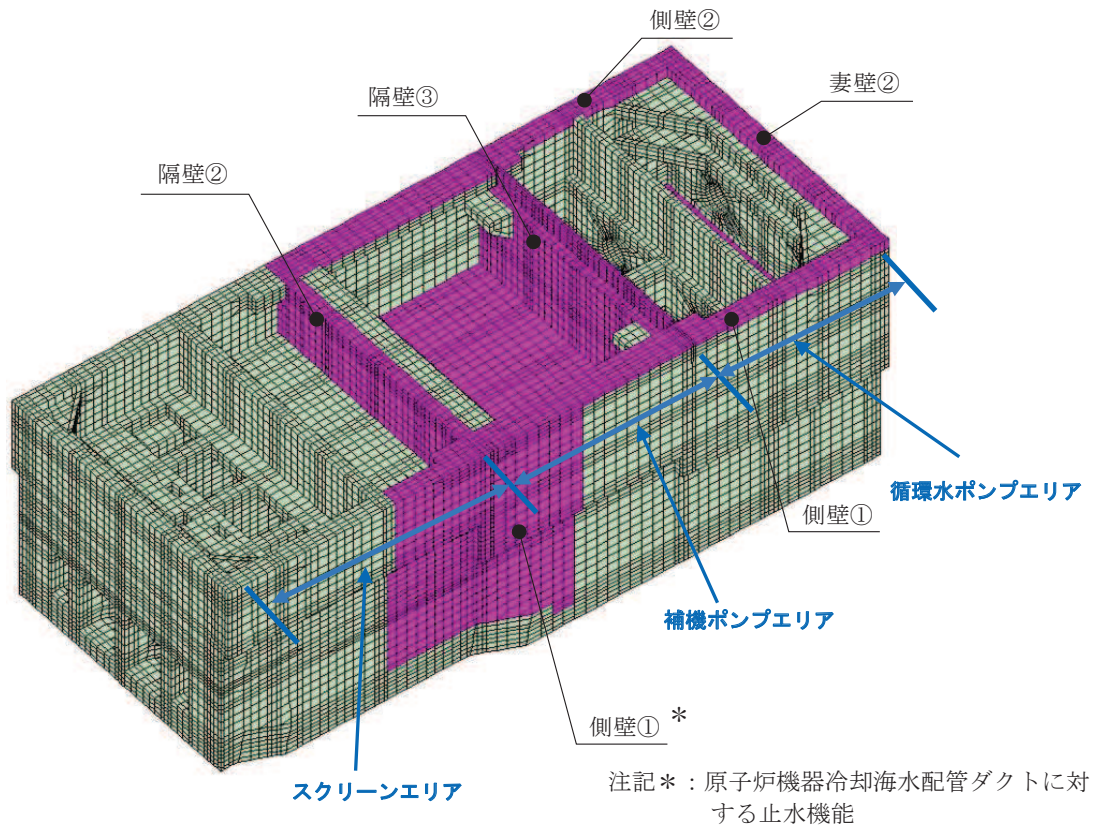 側壁②
妻壁②
隔壁③
隔壁②
循環水ポンプエリア
側壁①
補機ポンプエリア
側壁①＊
スクリーンエリア
注記＊：原子炉機器冷却海水配管ダクトに対
する止水機能